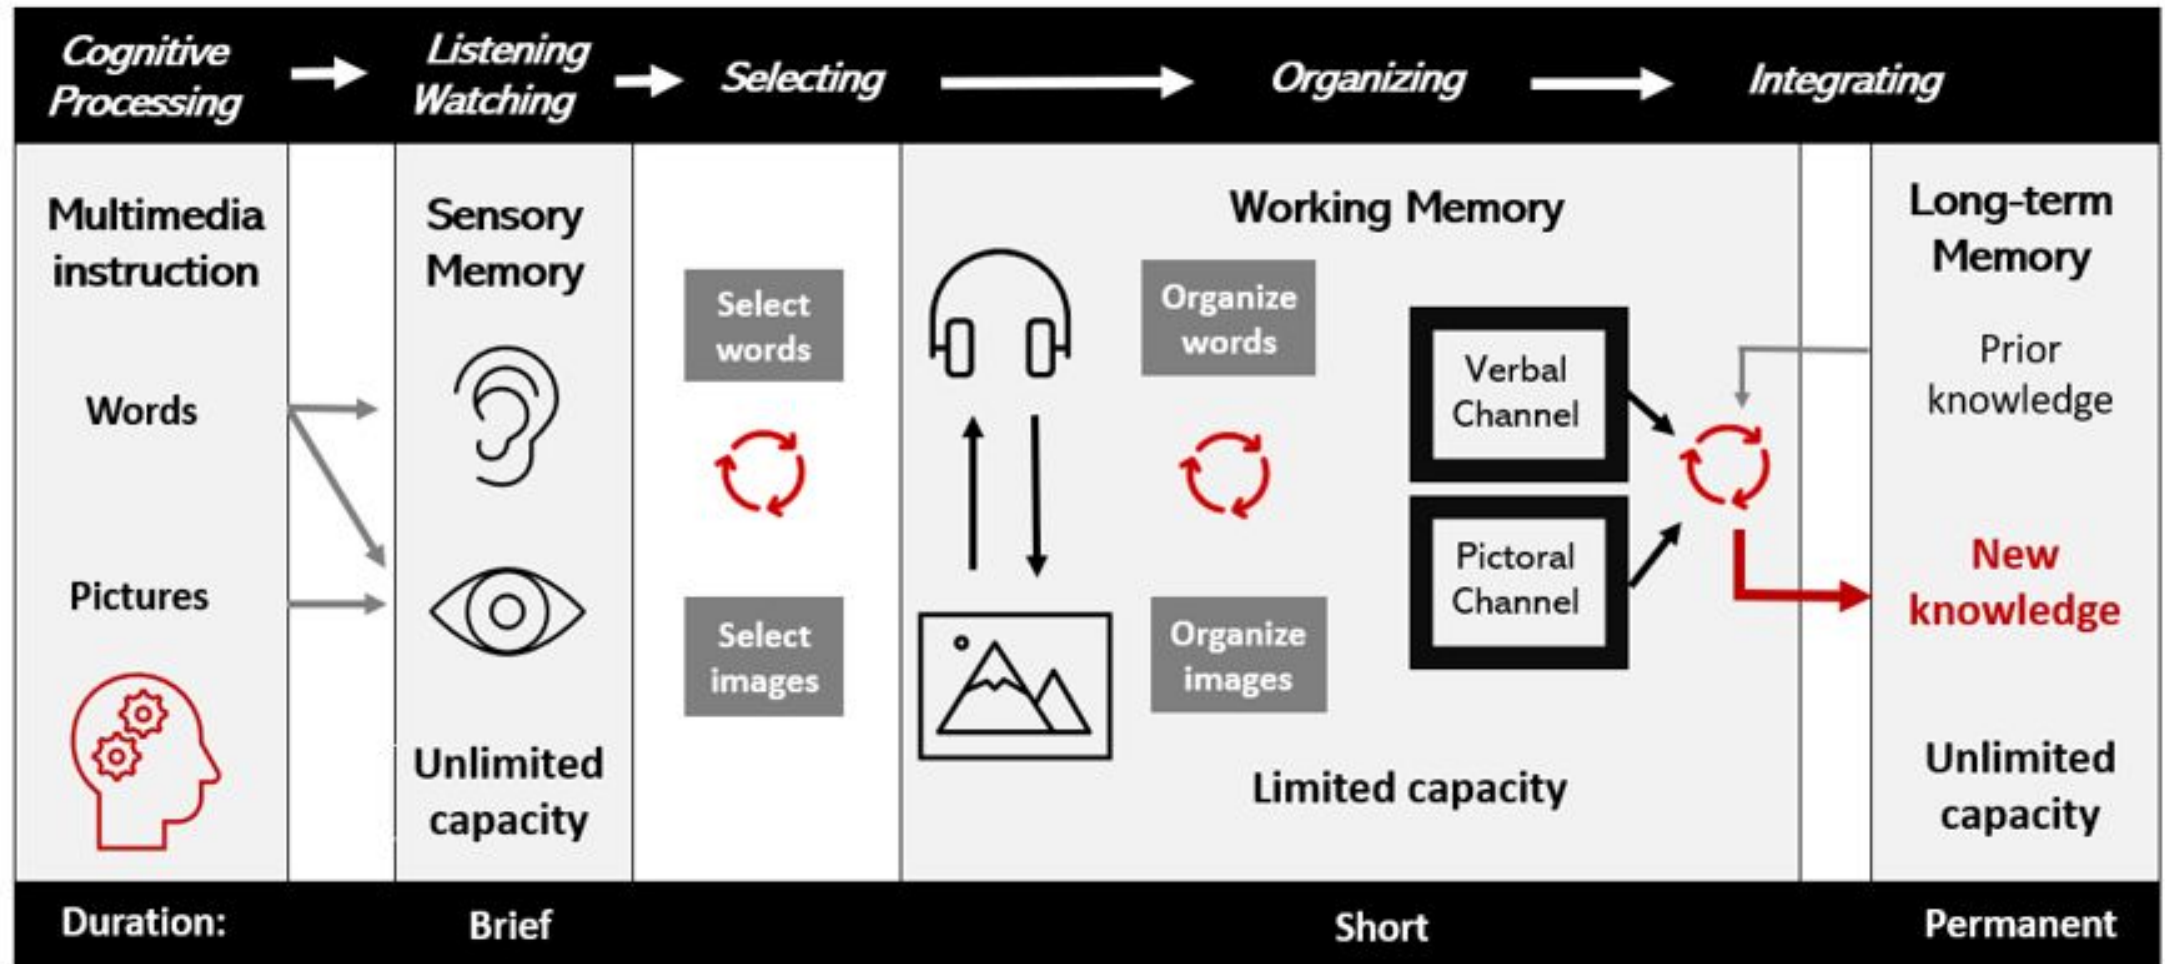 Cognitive
Processing
Listening
Watching
Selecting
Organizing
Integrating
Multimedia
instruction
Words
Pictures
Sensory
Memory
Unlimited
capacity
Select
words
Select
images
Working Memory
Organize
words
Organize
images
Verbal
Channel
Pictoral
Channel
Limited capacity
Long-term
Memory
Prior
knowledge
New
knowledge
Unlimited
capacity
Duration:
Brief
Short
Permanent